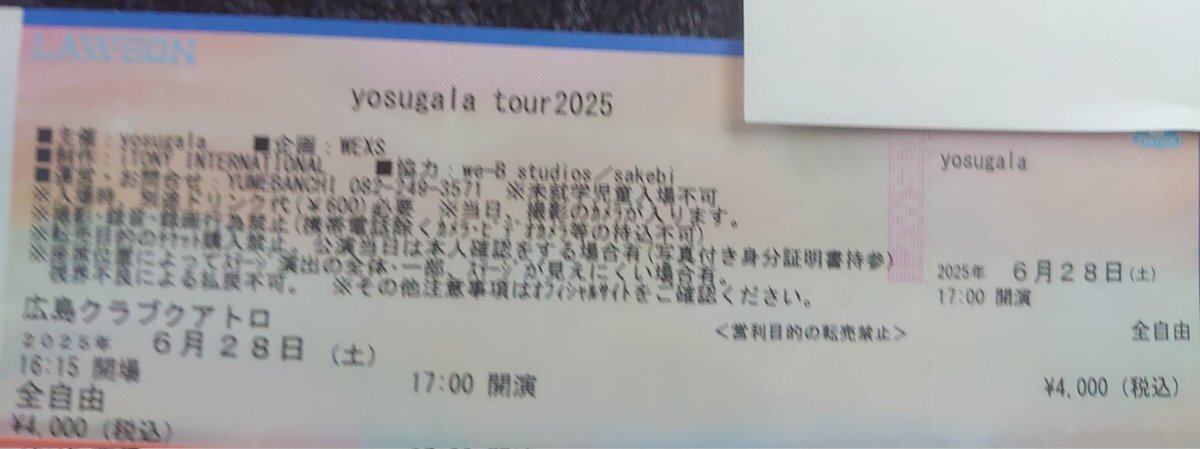 LAWSON
yosugala tour2025
■主催：yosugala ■企画：WEXS
■制作：iTONY INTERNATIONAL ■協力：we-B studios／sakebi
■運営・お問合せ：YUMEBANCHI 082-249-3571 ※未就学児童入場不可
※入場時、別途ドリンク代(￥600)必要 ※当日、撮影のｶﾒﾗが入ります。
※撮影・録音・録画行為禁止(携帯電話除くｶﾒﾗ・ﾋﾞﾃﾞｵｶﾒﾗ等の持込不可)
※転売目的のﾁｹｯﾄ購入禁止。公演当日は本人確認をする場合有(写真付き身分証明書持参)
※座席位置によってｽﾃｰｼﾞ演出の全体・一部、ｽﾃｰｼﾞが見えにくい場合有。
視界不良による払戻不可。 ※その他注意事項はｵﾌｨｼｬﾙｻｲﾄをご確認ください。
広島クラブクアトロ
＜営利目的の転売禁止＞
2025年 6月28日（土）
16:15 開場
17:00 開演
全自由
¥4,000（税込）
yosugala
2025年 6月28日(土)
17:00 開演
全自由
¥4,000（税込）